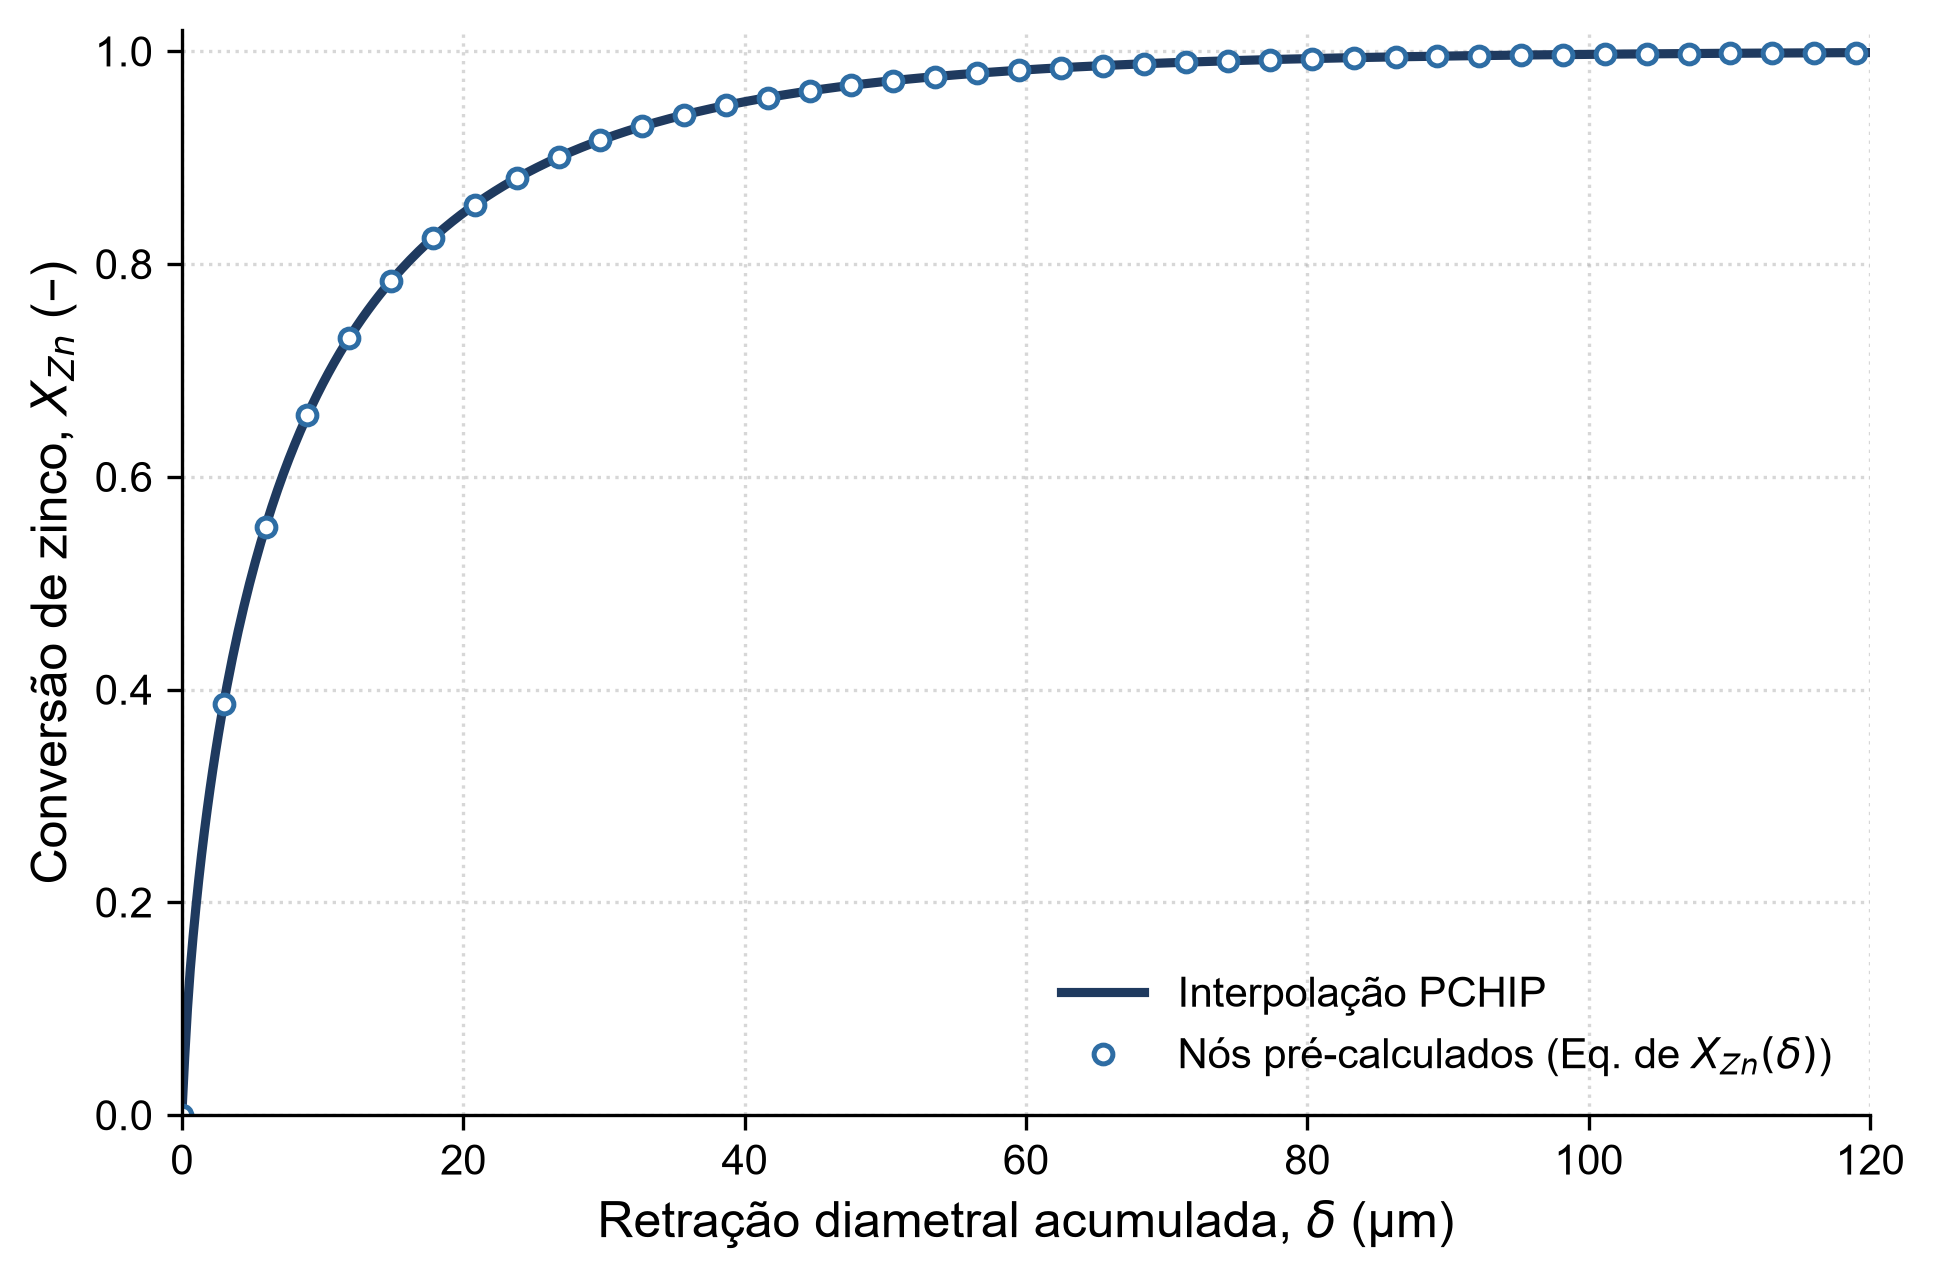 Conversão de zinco, X_Zn (–)
1.0
0.8
0.6
0.4
0.2
0.0
0 20 40 60 80 100 120
Retração diametral acumulada, δ (µm)
Interpolação PCHIP
Nós pré-calculados (Eq. de X_Zn(δ))